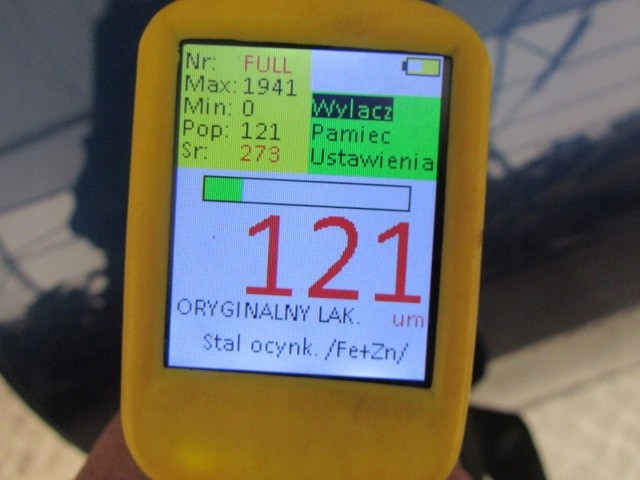 Nr: FULL
Max: 1941
Min: 0
Pop: 121
Sr: 273
Wylacz
Pamiec
Ustawienia
121
um
ORYGINALNY LAK.
Stal ocynk. /Fe+Zn/